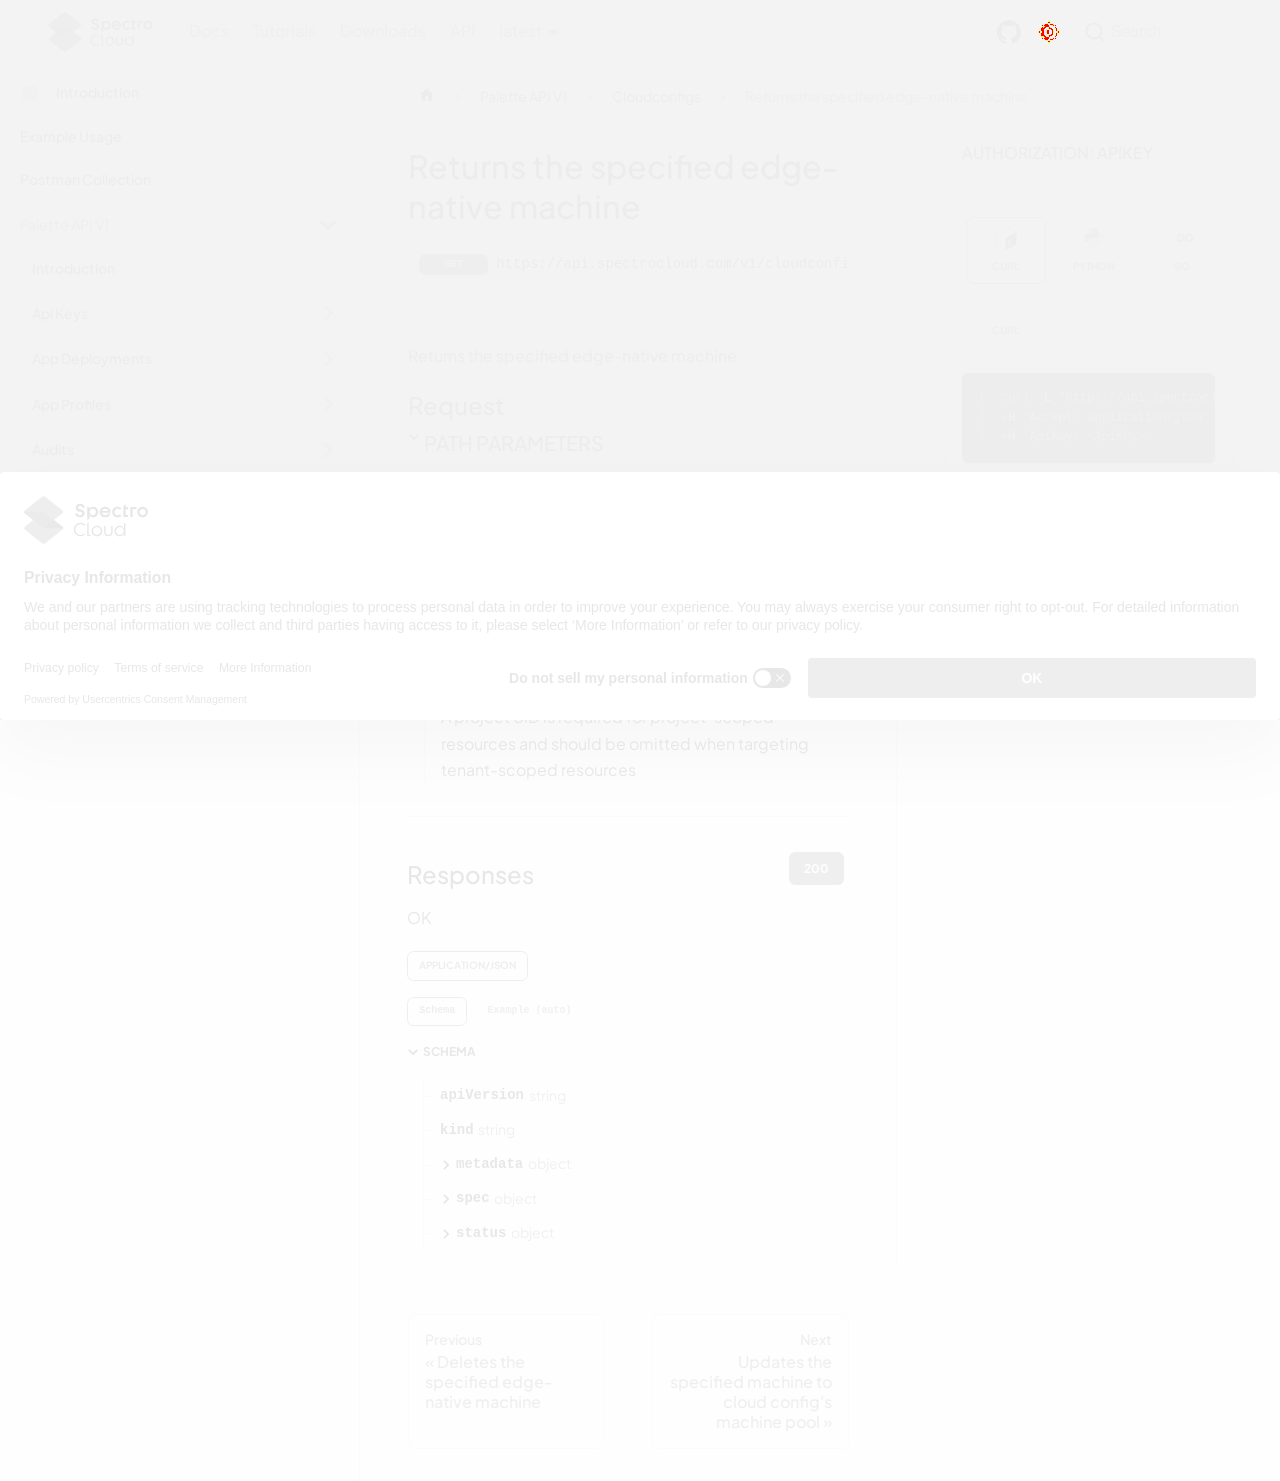 Spectro
Cloud
Docs Tutorials Downloads API latest
Search
Introduction
Palette API V1 Cloudconfigs Returns the specified edge-native machine
Example Usage
Postman Collection
Palette API V1
Introduction
Api Keys
App Deployments
App Profiles
Audits
Returns the specified edge-
native machine
GET https://api.spectrocloud.com/v1/cloudconfi
Returns the specified edge-native machine
Request
PATH PARAMETERS
AUTHORIZATION: APIKEY
CURL PYTHON GO
CURL
Spectro
Cloud
Privacy Information
We and our partners are using tracking technologies to process personal data in order to improve your experience. You may always exercise your consumer right to opt-out. For detailed information
about personal information we collect and third parties having access to it, please select ‘More Information’ or refer to our privacy policy.
Privacy policy Terms of service More Information
Do not sell my personal information
OK
Powered by Usercentrics Consent Management
resources and should be omitted when targeting
tenant-scoped resources
Responses
200
OK
APPLICATION/JSON
Schema Example (auto)
SCHEMA
apiVersion string
kind string
metadata object
spec object
status object
Previous
« Deletes the
specified edge-
native machine
Next
Updates the
specified machine to
cloud config's
machine pool »